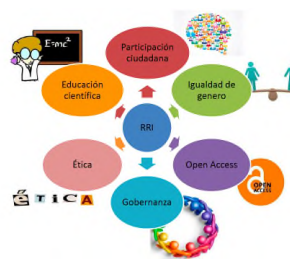 E=mc²
Participación
ciudadana
Educación
científica
Igualdad de
genero
RRI
Ética
Open Access
OPEN
ACCESS
Gobernanza
éTICA